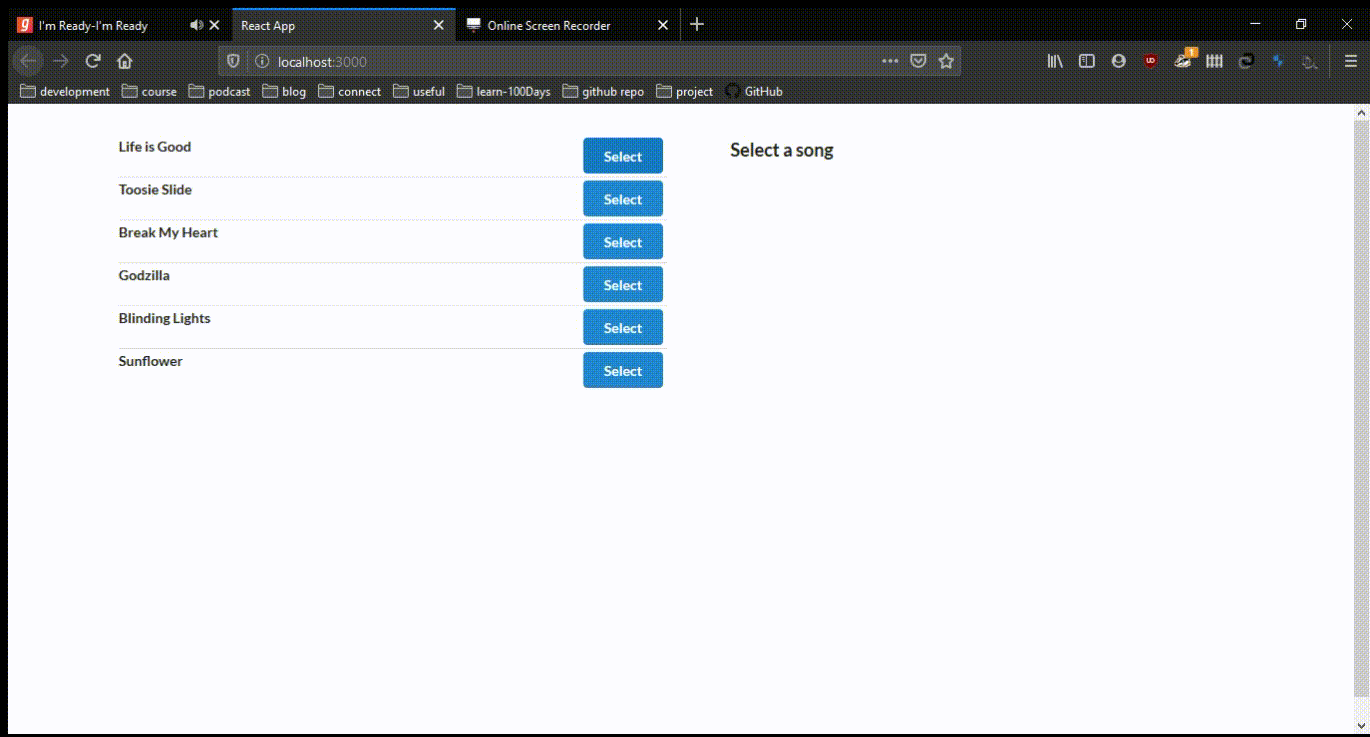 I'm Ready-I'm Ready
React App
Online Screen Recorder
localhost:3000
1
development
course
podcast
blog
connect
useful
learn-100Days
github repo
project
GitHub
Life is Good
Select
Select a song
Toosie Slide
Select
Break My Heart
Select
Godzilla
Select
Blinding Lights
Select
Sunflower
Select